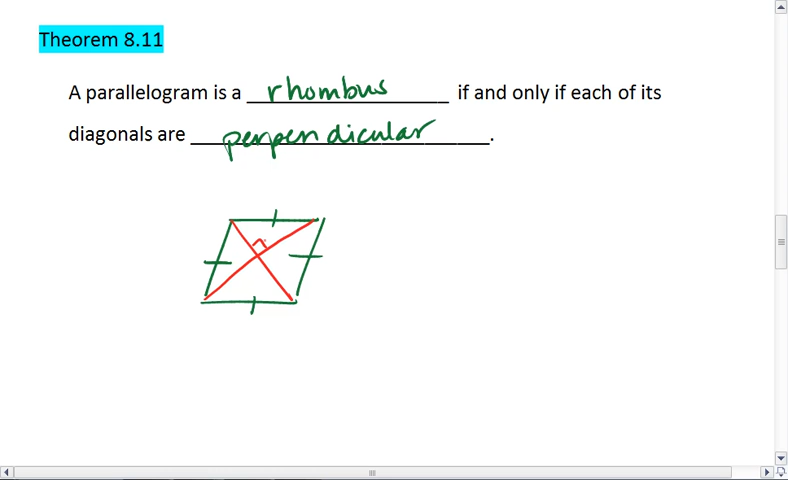 Theorem 8.11
A parallelogram is a rhombus if and only if each of its
diagonals are perpendicular.